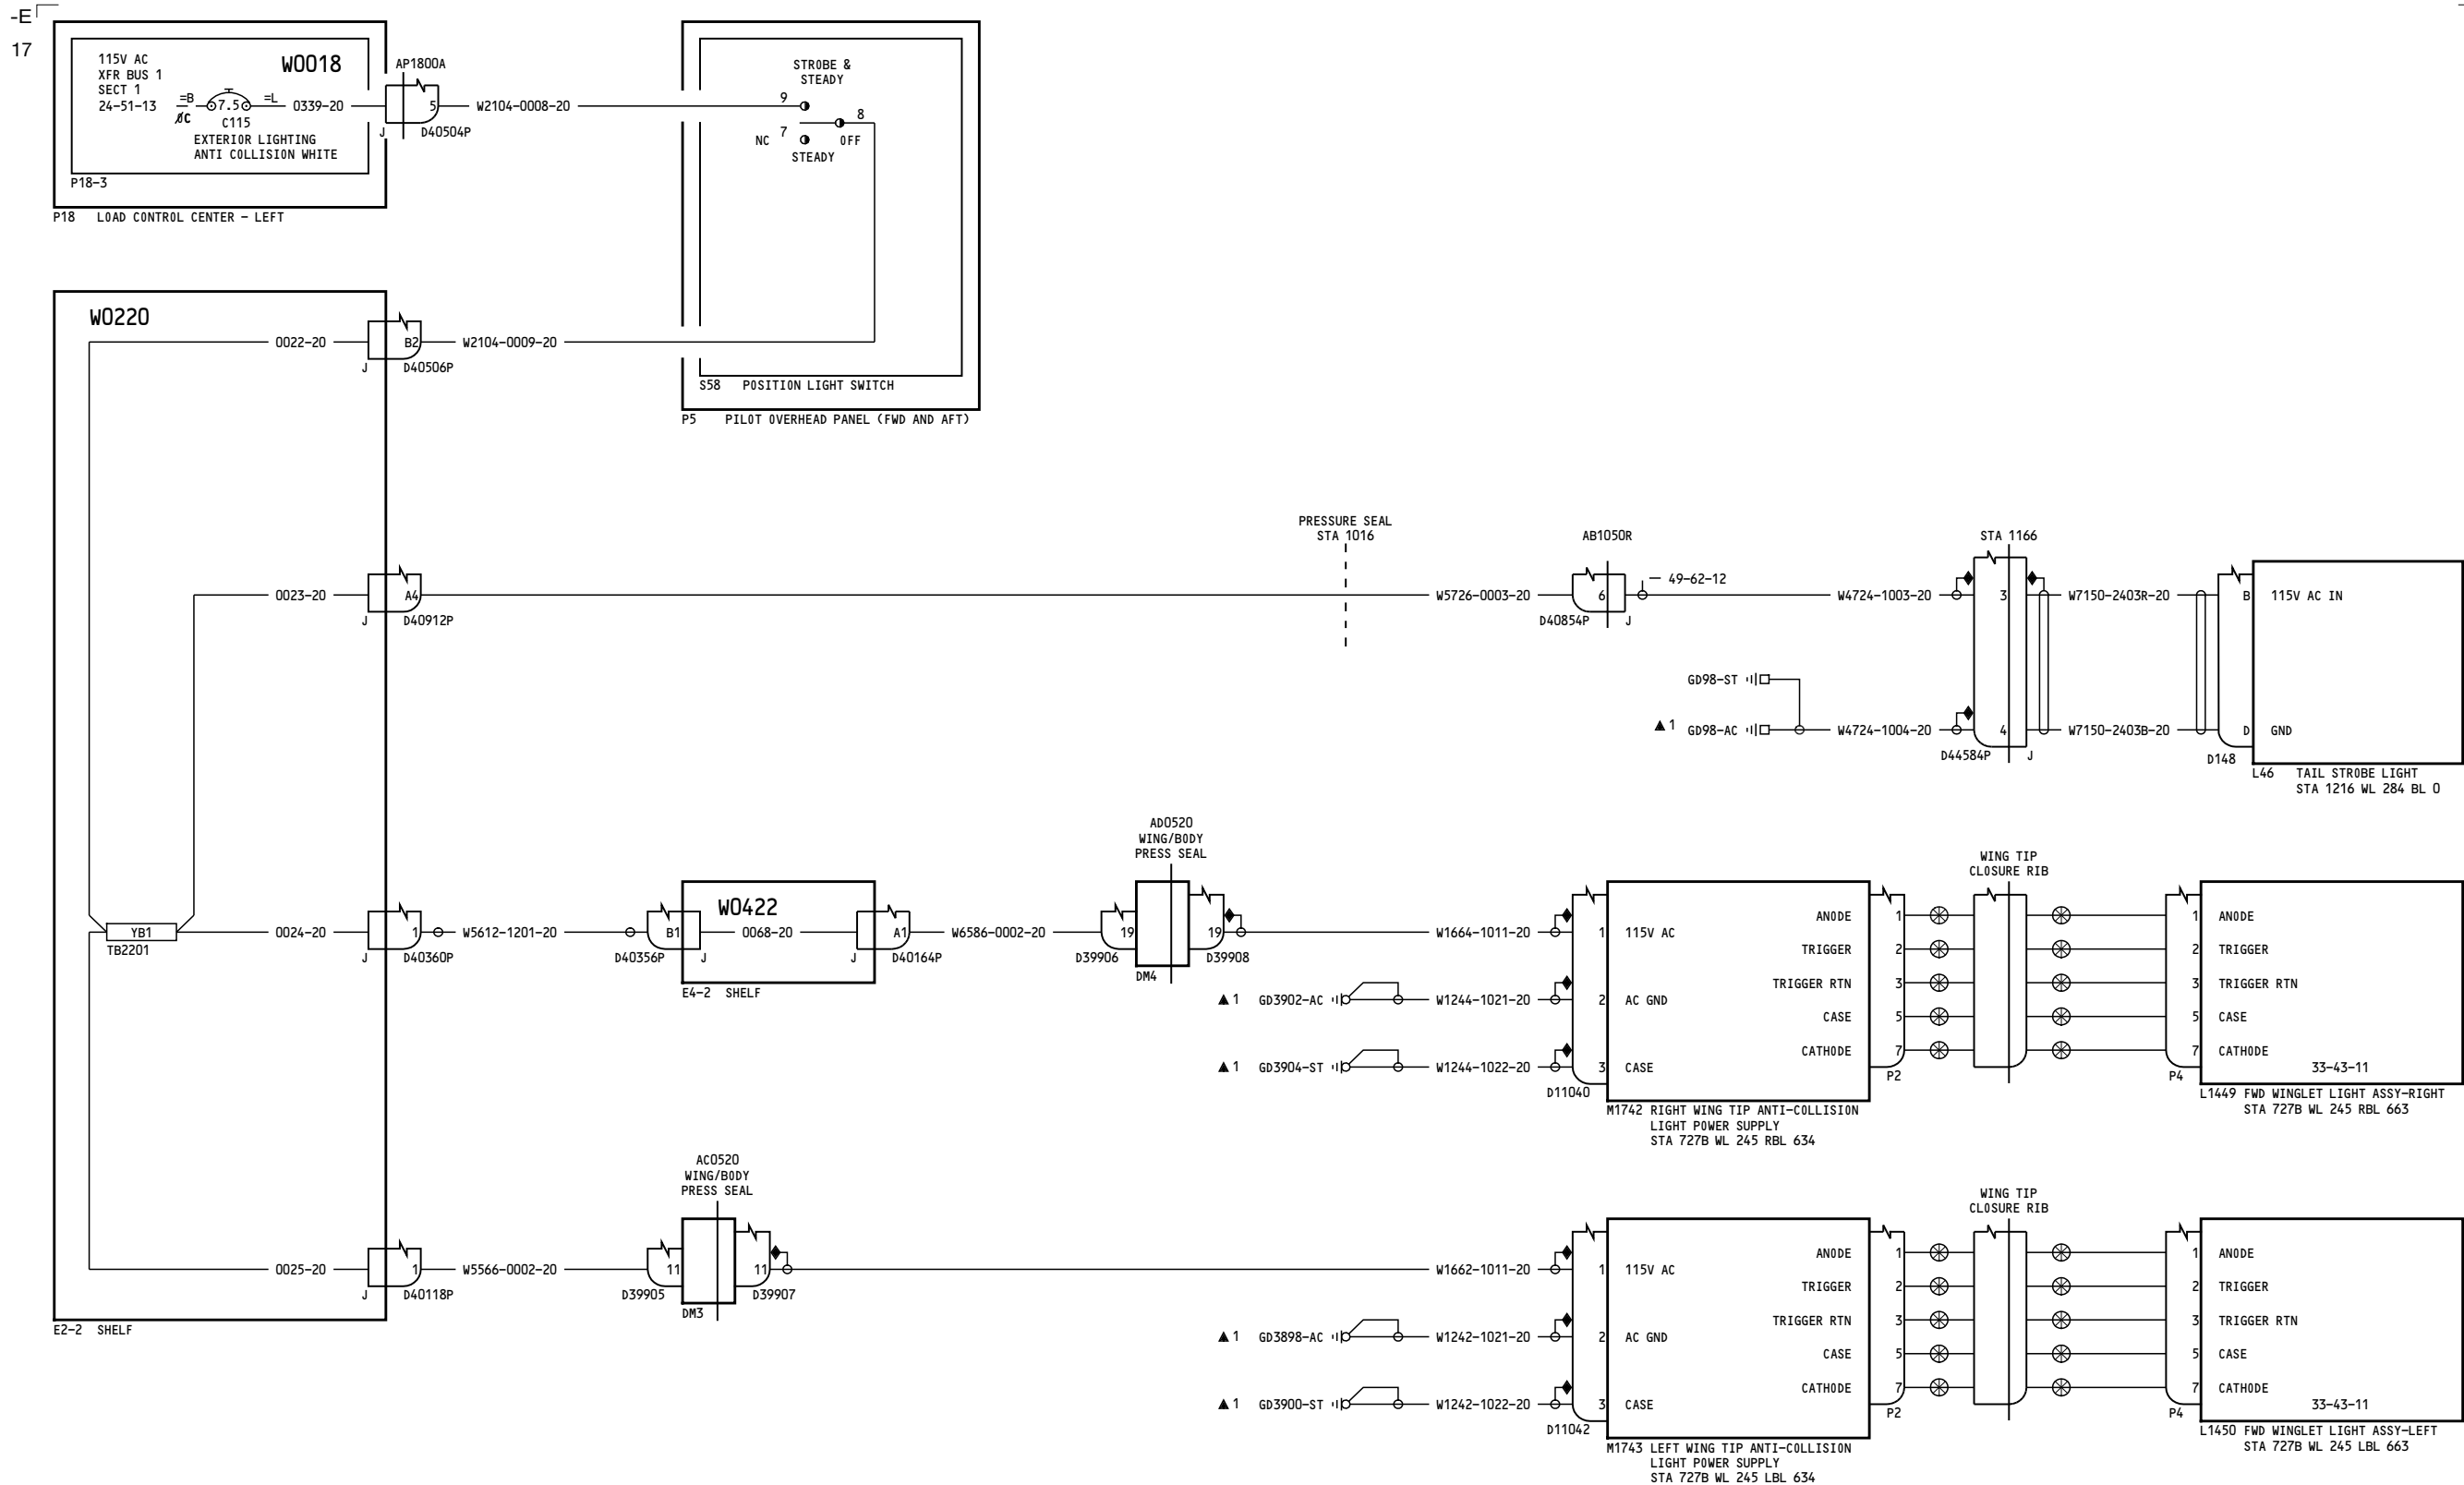 -E
17
115V AC
XFR BUS 1
SECT 1
24-51-13
=B
ØC
7.5
=L
C115
W0018
0339-20
EXTERIOR LIGHTING
ANTI COLLISION WHITE
P18-3
P18 LOAD CONTROL CENTER - LEFT
AP1800A
5
J
D40504P
W2104-0008-20
STROBE &
STEADY
9
8
7
NC
OFF
STEADY
S58 POSITION LIGHT SWITCH
P5 PILOT OVERHEAD PANEL (FWD AND AFT)
W0220
0022-20
B2
J
D40506P
W2104-0009-20
0023-20
A4
J
D40912P
PRESSURE SEAL
STA 1016
W5726-0003-20
AB1050R
6
D40854P
J
49-62-12
W4724-1003-20
STA 1166
3
W7150-2403R-20
B
115V AC IN
GD98-ST
1
GD98-AC
W4724-1004-20
4
W7150-2403B-20
D
GND
D44584P
J
D148
L46 TAIL STROBE LIGHT
STA 1216 WL 284 BL 0
YB1
TB2201
0024-20
1
J
D40360P
W5612-1201-20
B1
D40356P
J
W0422
0068-20
A1
J
D40164P
E4-2 SHELF
W6586-0002-20
AD0520
WING/BODY
PRESS SEAL
19
19
D39906
D39908
DM4
W1664-1011-20
1
115V AC
1
GD3902-AC
W1244-1021-20
2
AC GND
1
GD3904-ST
W1244-1022-20
3
CASE
D11040
ANODE
1
TRIGGER
2
TRIGGER RTN
3
CASE
5
CATHODE
7
P2
M1742 RIGHT WING TIP ANTI-COLLISION
LIGHT POWER SUPPLY
STA 727B WL 245 RBL 634
WING TIP
CLOSURE RIB
1
ANODE
2
TRIGGER
3
TRIGGER RTN
5
CASE
7
CATHODE
33-43-11
P4
L1449 FWD WINGLET LIGHT ASSY-RIGHT
STA 727B WL 245 RBL 663
0025-20
1
J
D40118P
E2-2 SHELF
W5566-0002-20
AC0520
WING/BODY
PRESS SEAL
11
11
D39905
D39907
DM3
W1662-1011-20
1
115V AC
1
GD3898-AC
W1242-1021-20
2
AC GND
1
GD3900-ST
W1242-1022-20
3
CASE
D11042
ANODE
1
TRIGGER
2
TRIGGER RTN
3
CASE
5
CATHODE
7
P2
M1743 LEFT WING TIP ANTI-COLLISION
LIGHT POWER SUPPLY
STA 727B WL 245 LBL 634
WING TIP
CLOSURE RIB
1
ANODE
2
TRIGGER
3
TRIGGER RTN
5
CASE
7
CATHODE
33-43-11
P4
L1450 FWD WINGLET LIGHT ASSY-LEFT
STA 727B WL 245 LBL 663